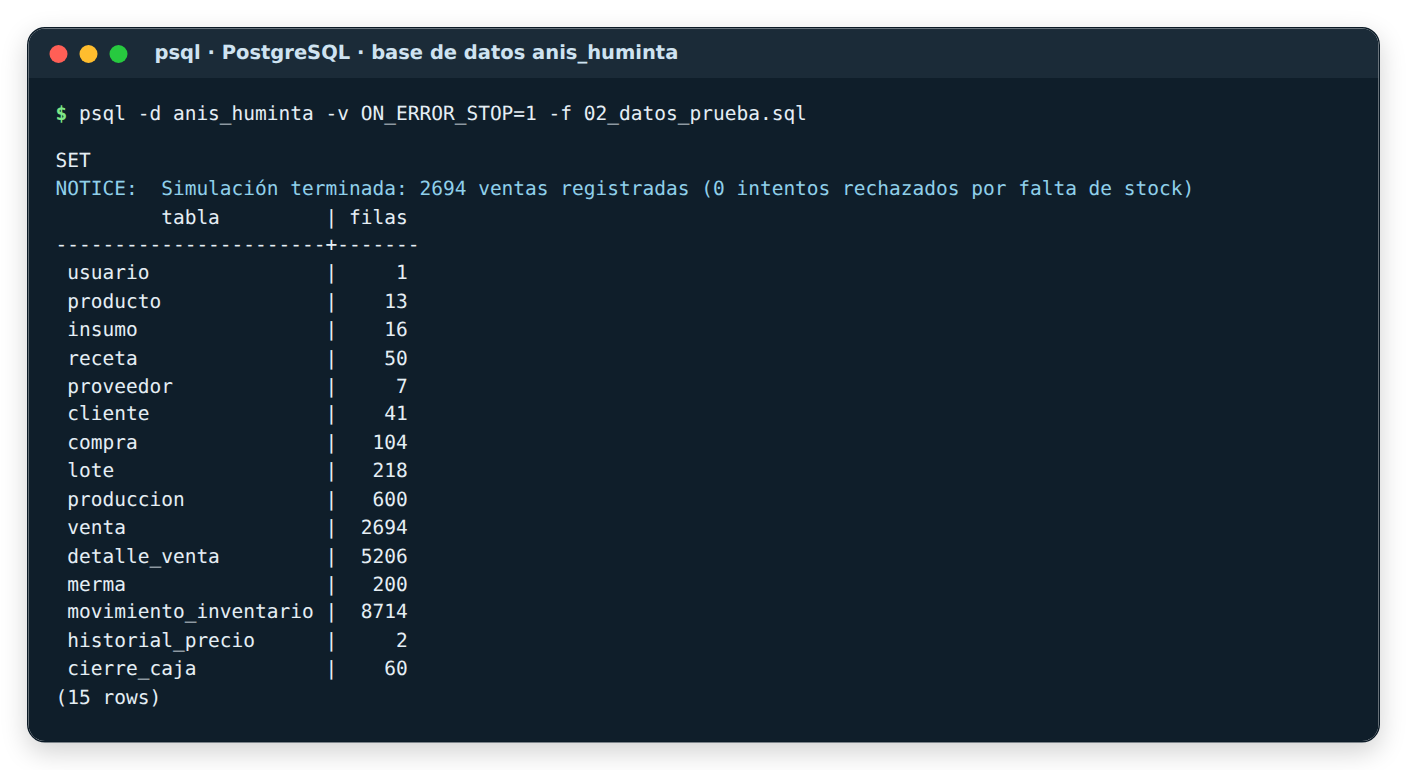 psql · PostgreSQL · base de datos anis_huminta
$ psql -d anis_huminta -v ON_ERROR_STOP=1 -f 02_datos_prueba.sql
SET
NOTICE:  Simulación terminada: 2694 ventas registradas (0 intentos rechazados por falta de stock)
         tabla         | filas
-----------------------+-------
 usuario               |     1
 producto              |    13
 insumo                |    16
 receta                |    50
 proveedor             |     7
 cliente               |    41
 compra                |   104
 lote                  |   218
 produccion            |   600
 venta                 |  2694
 detalle_venta         |  5206
 merma                 |   200
 movimiento_inventario |  8714
 historial_precio      |     2
 cierre_caja           |    60
(15 rows)